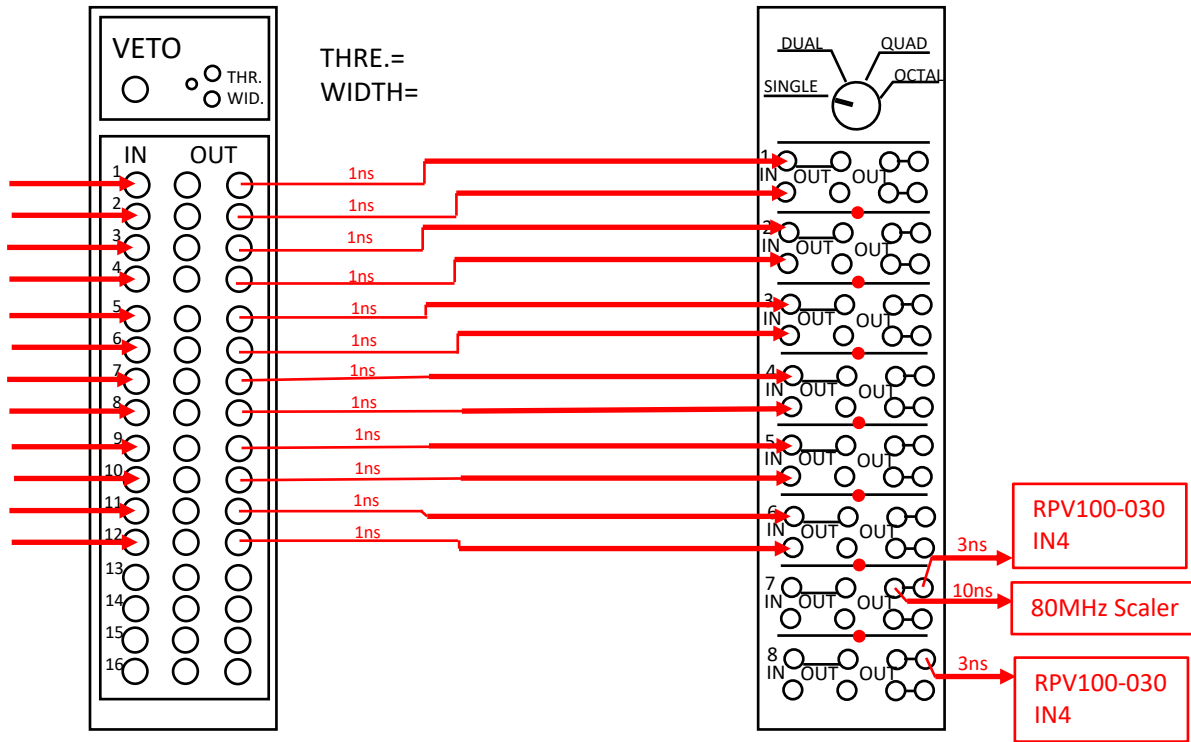 VETO
THR.
WID.
THRE.=
WIDTH=
DUAL
QUAD
SINGLE
OCTAL
IN OUT
1
2
3
4
5
6
7
8
9
10
11
12
13
14
15
16
1ns
1ns
1ns
1ns
1ns
1ns
1ns
1ns
1ns
1ns
1ns
1ns
1
IN OUT OUT
2
IN OUT OUT
3
IN OUT OUT
4
IN OUT OUT
5
IN OUT OUT
6
IN OUT OUT
7
IN OUT OUT
8
IN OUT OUT
3ns
RPV100-030
IN4
10ns
80MHz Scaler
3ns
RPV100-030
IN4